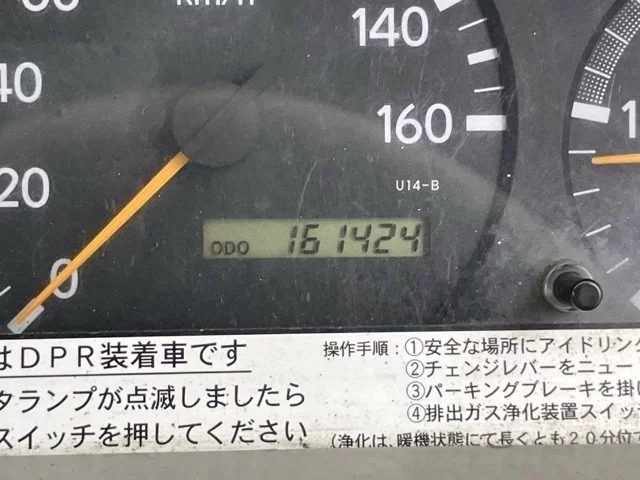 km/h
140
40
160
20
U14-B
ODO 161424
0
はDPR装着車です
タランプが点滅しましたら
スイッチを押してください
操作手順：①安全な場所にアイドリング
②チェンジレバーをニュート
③パーキングブレーキを掛け
④排出ガス浄化装置スイッ
（浄化は、暖機状態にて長くとも20分位で